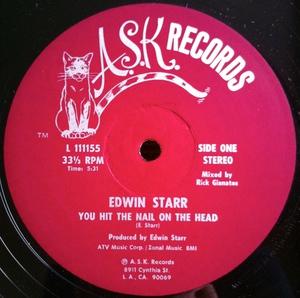 A.S.K. RECORDS
TM
L 111155
33⅓ RPM
Time: 5:31
SIDE ONE
STEREO
Mixed by
Rick Gianatos
EDWIN STARR
YOU HIT THE NAIL ON THE HEAD
(E. Starr)
Produced by Edwin Starr
ATV Music Corp. / Zonal Music BMI
℗ A.S.K. Records
8911 Cynthia St.
L.A., CA 90069